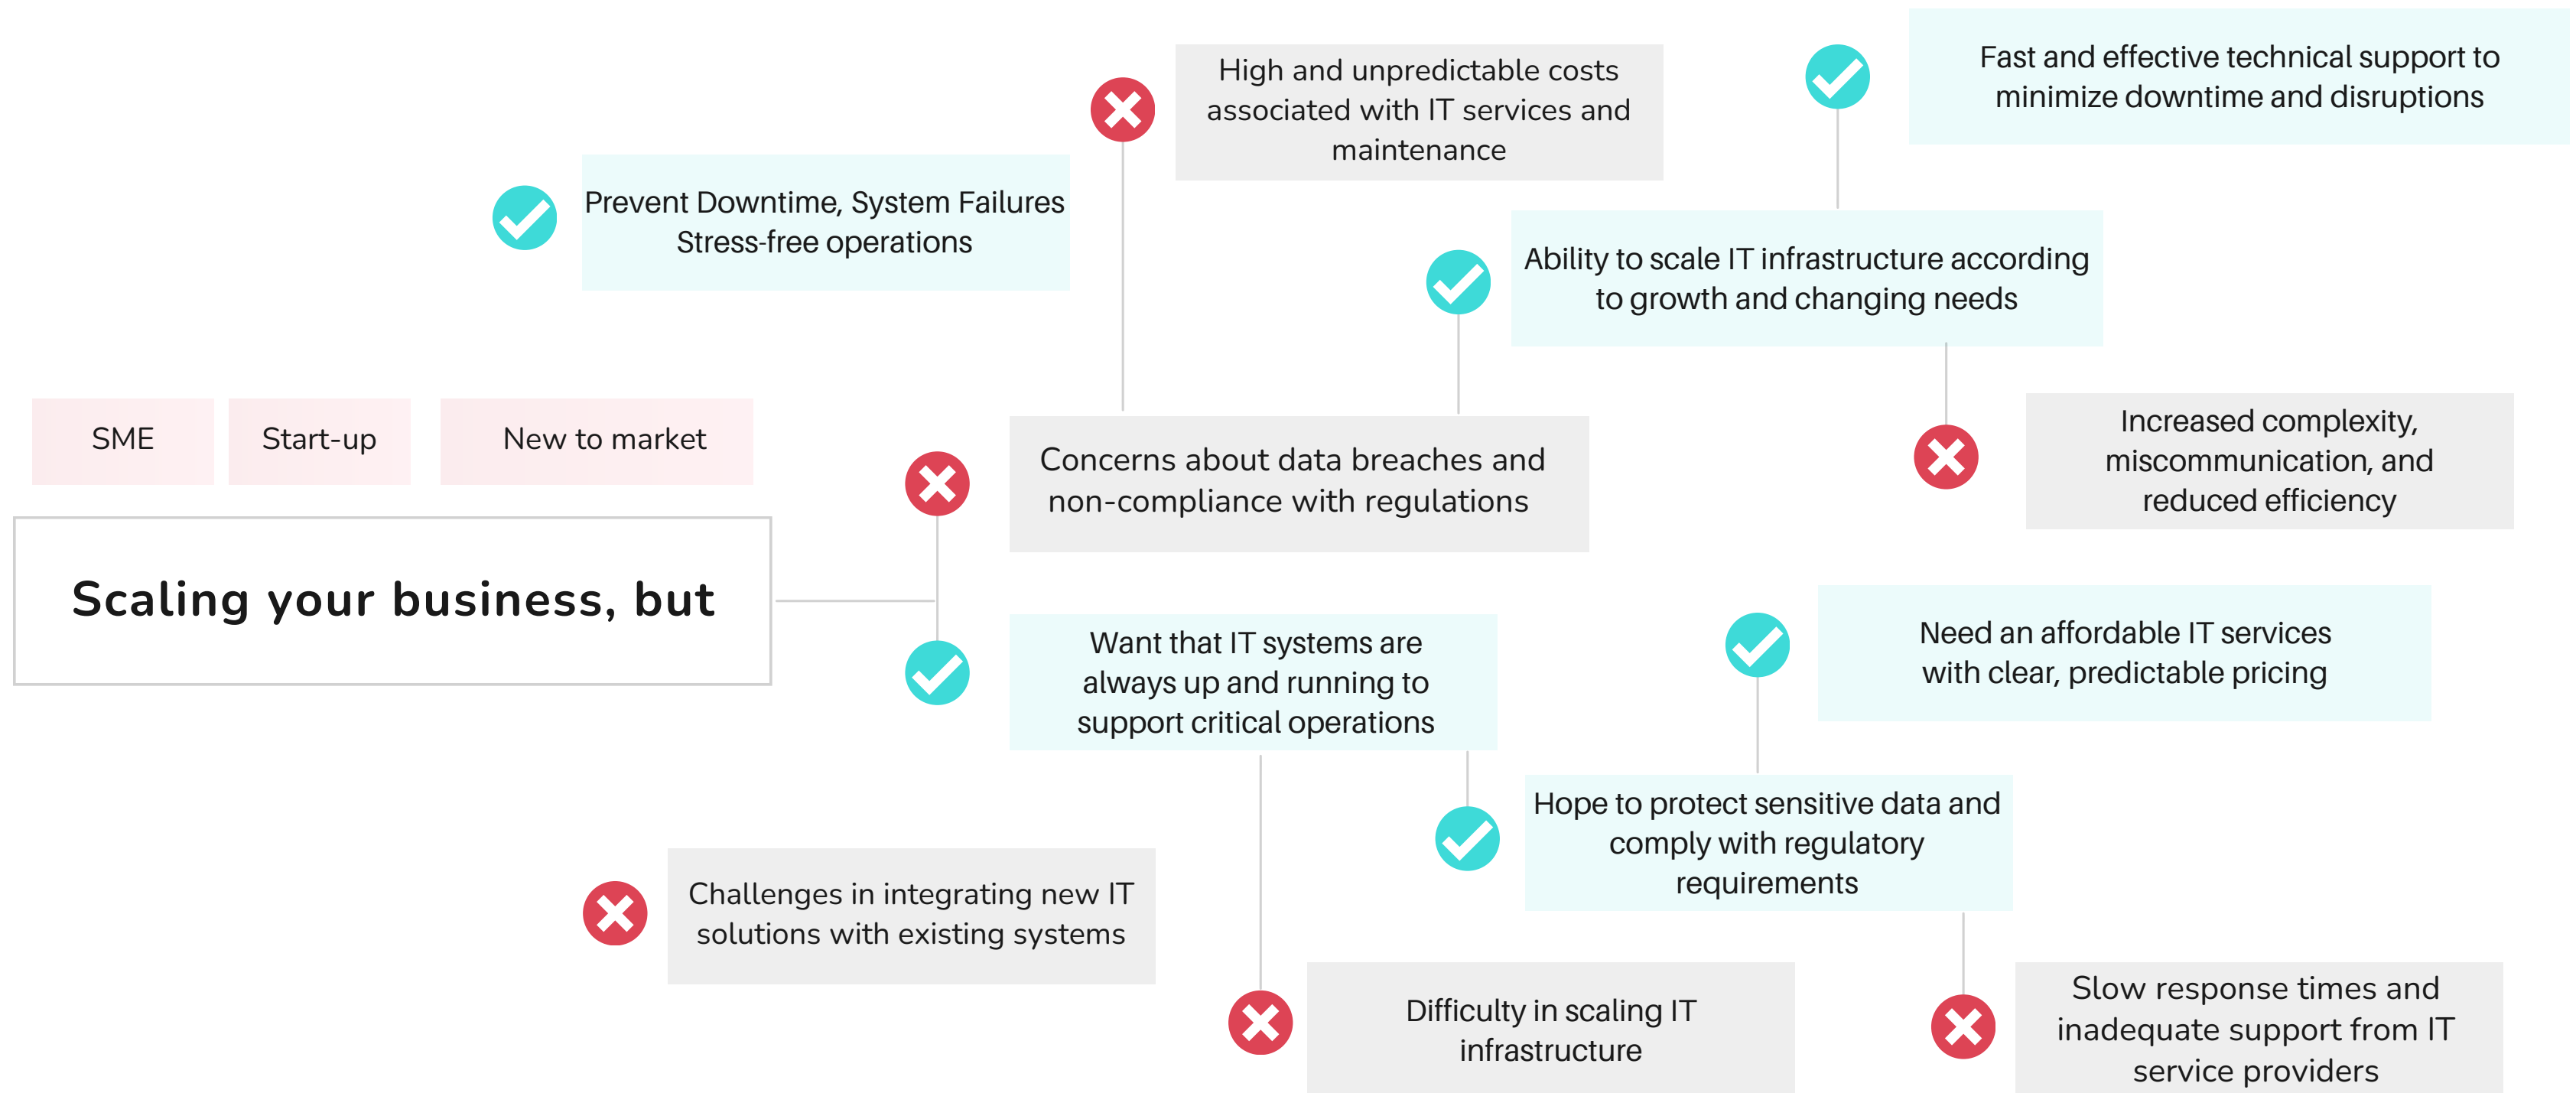 Fast and effective technical support to
minimize downtime and disruptions
High and unpredictable costs
associated with IT services and
maintenance
Prevent Downtime, System Failures
Stress-free operations
Ability to scale IT infrastructure according
to growth and changing needs
SME
Start-up
New to market
Concerns about data breaches and
non-compliance with regulations
Increased complexity,
miscommunication, and
reduced efficiency
Scaling your business, but
Want that IT systems are
always up and running to
support critical operations
Need an affordable IT services
with clear, predictable pricing
Hope to protect sensitive data and
comply with regulatory
requirements
Challenges in integrating new IT
solutions with existing systems
Difficulty in scaling IT
infrastructure
Slow response times and
inadequate support from IT
service providers